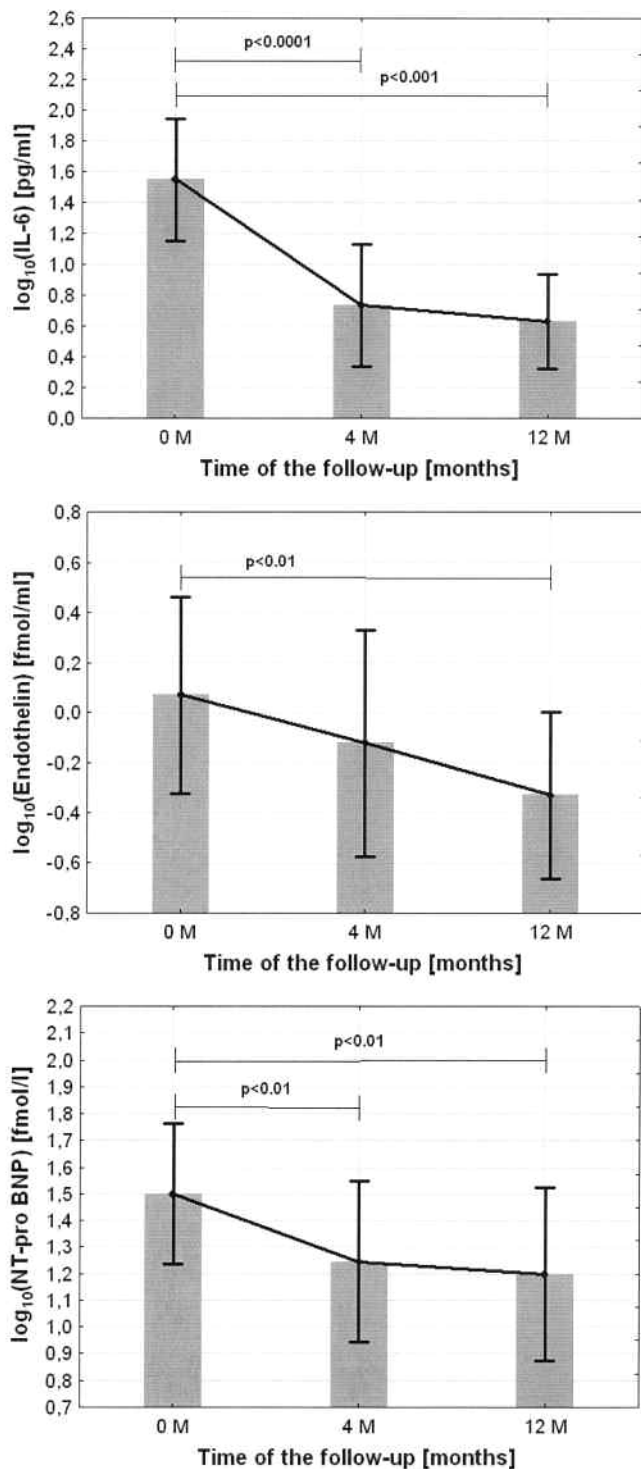 2,6
2,4
2,2
2,0
1,8
1,6
1,4
1,2
1,0
0,8
0,6
0,4
0,2
0,0
log10(IL-6) [pg/ml]
p<0.0001
p<0.001
0 M 4 M 12 M
Time of the follow-up [months]
0,8
0,6
0,4
0,2
0,0
-0,2
-0,4
-0,6
-0,8
log10(Endothelin) [fmol/ml]
p<0.01
0 M 4 M 12 M
Time of the follow-up [months]
2,2
2,1
2,0
1,9
1,8
1,7
1,6
1,5
1,4
1,3
1,2
1,1
1,0
0,9
0,8
0,7
log10(NT-pro BNP) [fmol/l]
p<0.01
p<0.01
0 M 4 M 12 M
Time of the follow-up [months]